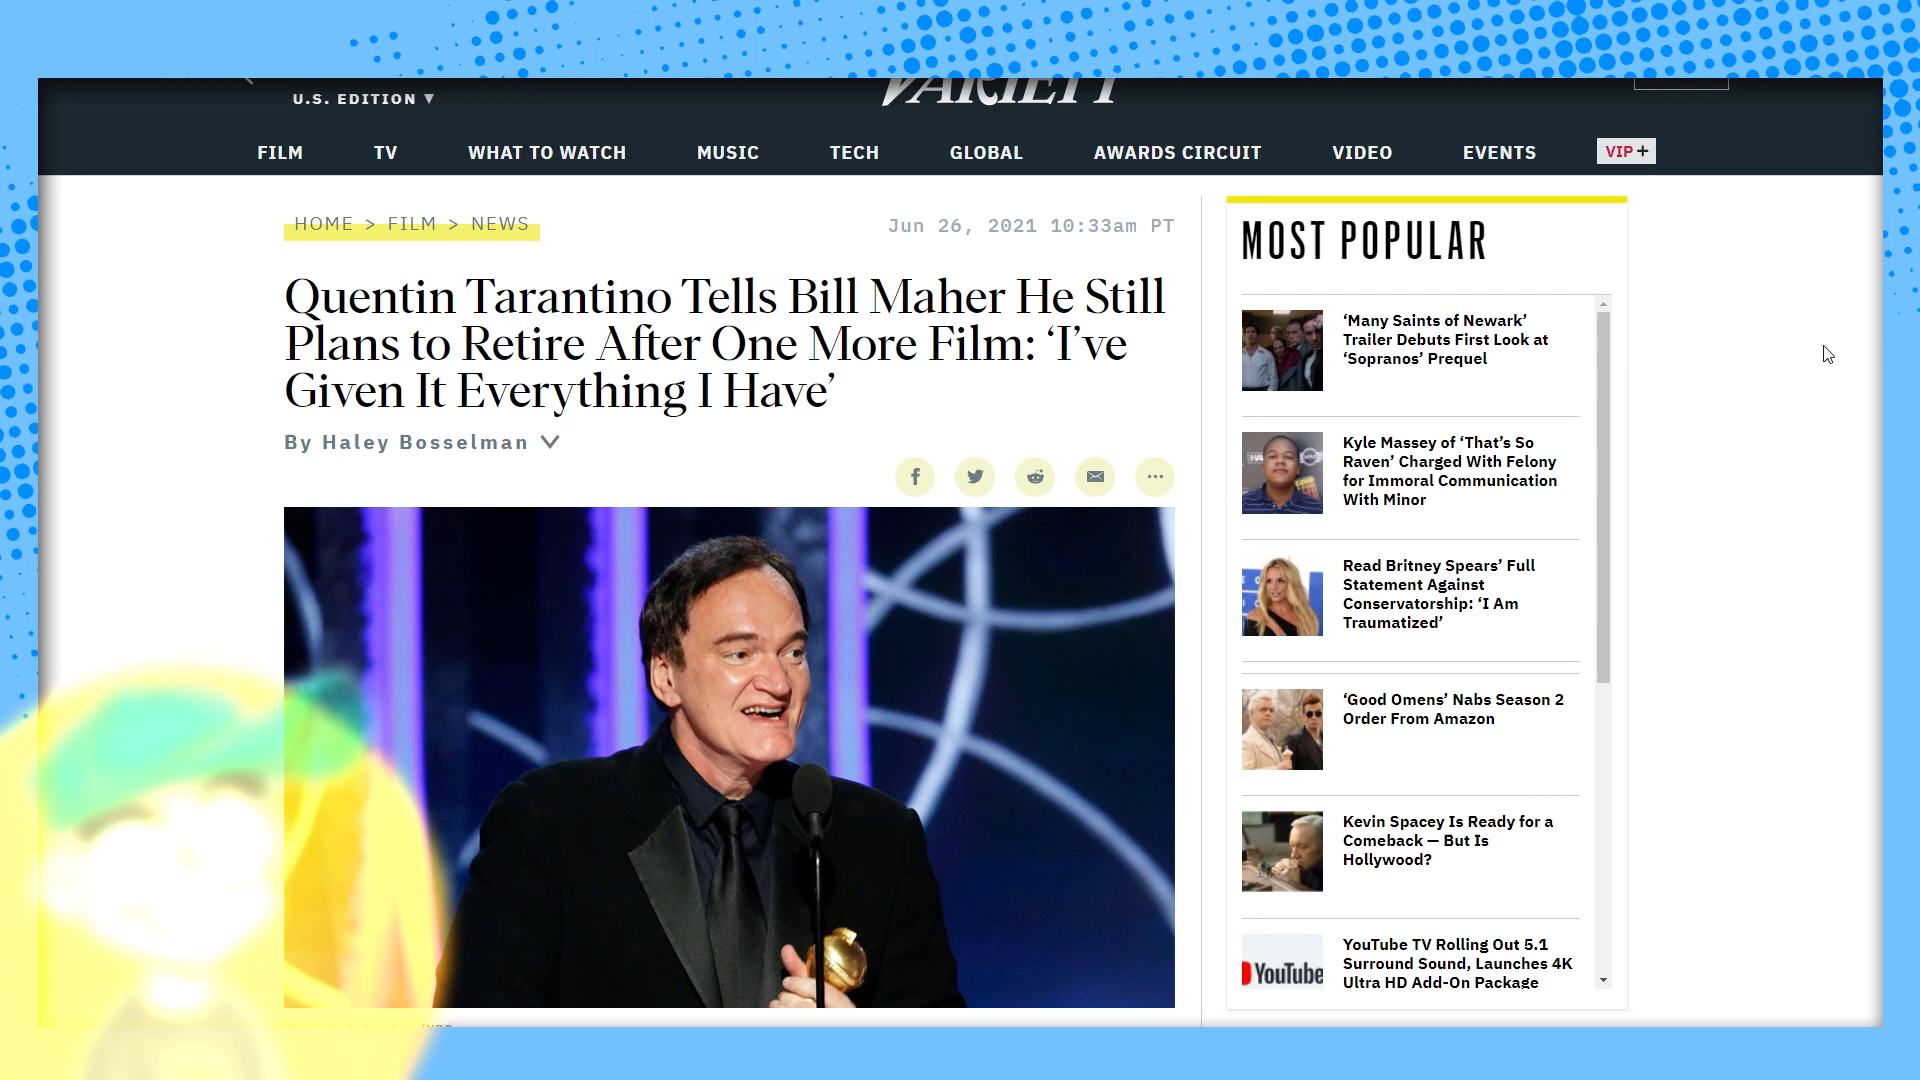 VARIETY
U.S. EDITION ▼
FILM TV WHAT TO WATCH MUSIC TECH GLOBAL AWARDS CIRCUIT VIDEO EVENTS VIP+
HOME > FILM > NEWS
Jun 26, 2021 10:33am PT
Quentin Tarantino Tells Bill Maher He Still
Plans to Retire After One More Film: ‘I’ve
Given It Everything I Have’
By Haley Bosselman
MOST POPULAR
‘Many Saints of Newark’
Trailer Debuts First Look at
‘Sopranos’ Prequel
Kyle Massey of ‘That’s So
Raven’ Charged With Felony
for Immoral Communication
With Minor
Read Britney Spears’ Full
Statement Against
Conservatorship: ‘I Am
Traumatized’
‘Good Omens’ Nabs Season 2
Order From Amazon
Kevin Spacey Is Ready for a
Comeback — But Is
Hollywood?
YouTube
YouTube TV Rolling Out 5.1
Surround Sound, Launches 4K
Ultra HD Add-On Package